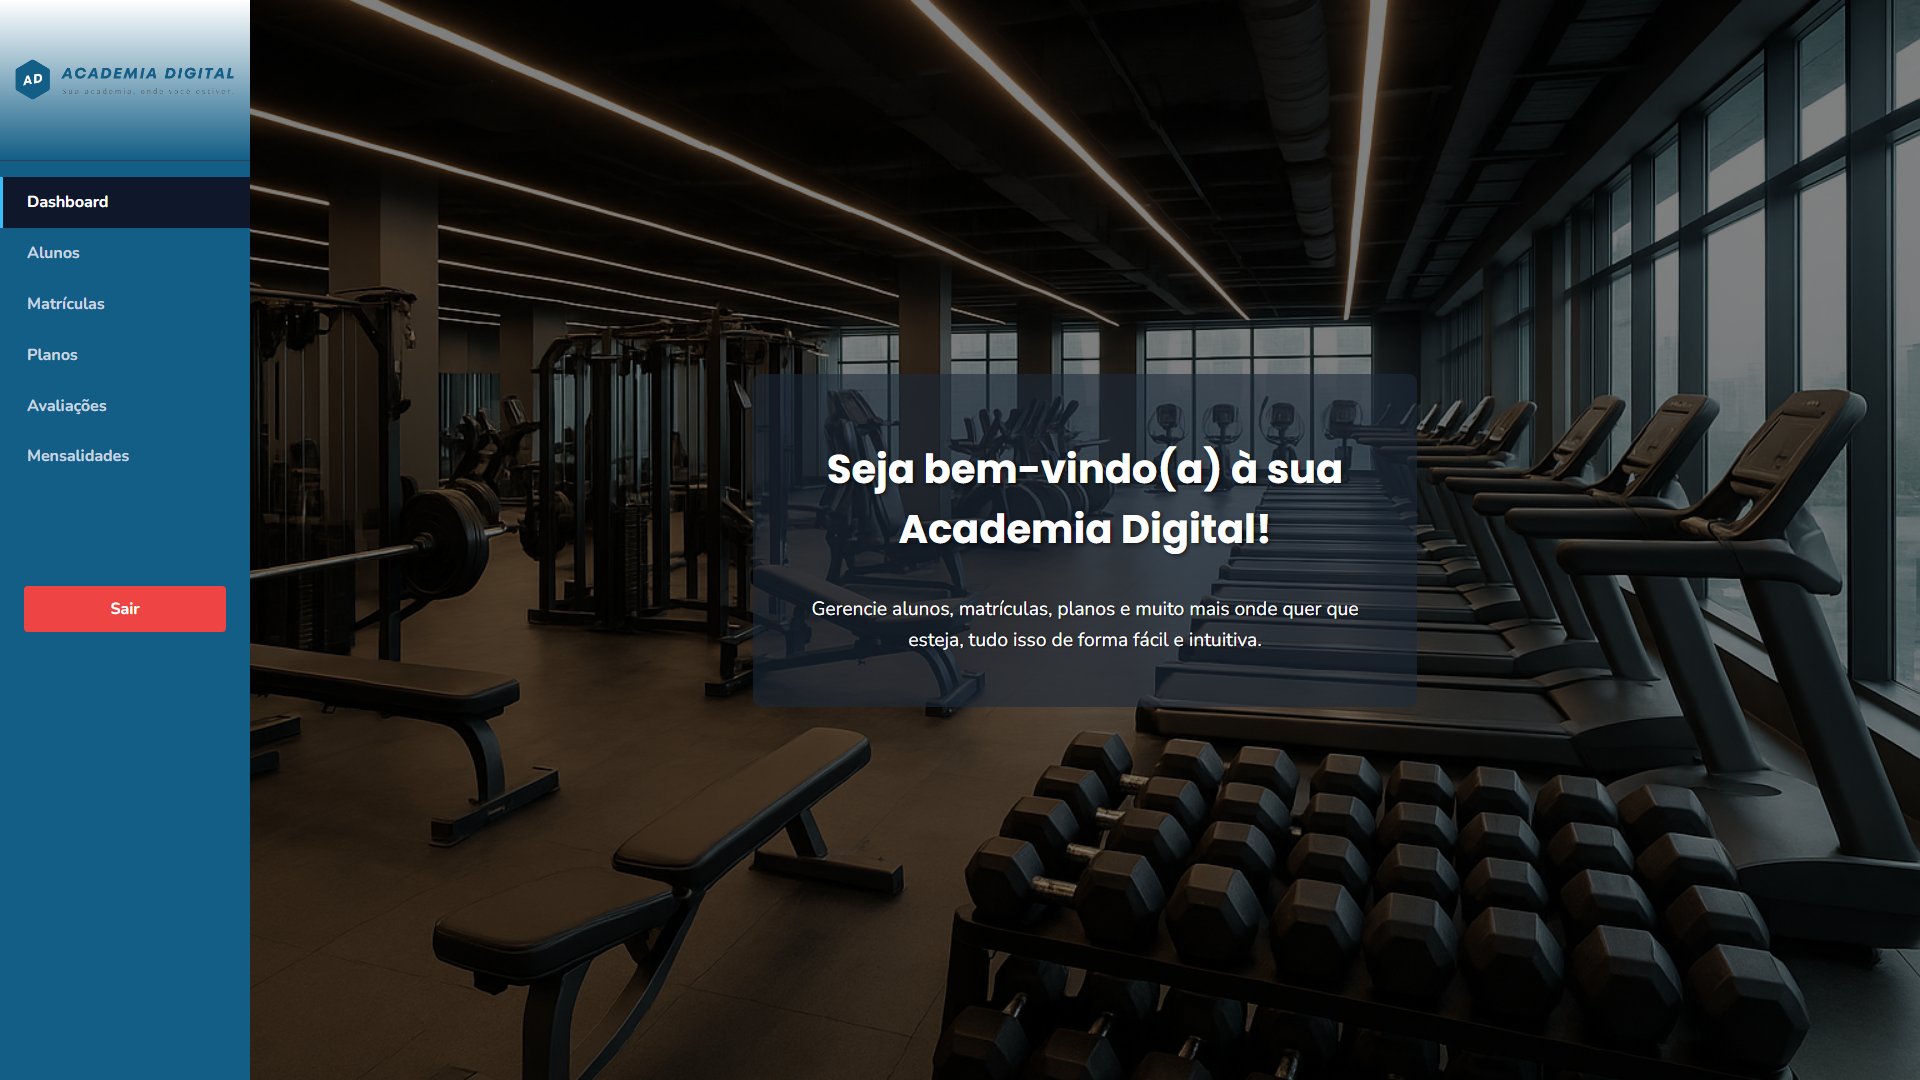 AD
ACADEMIA DIGITAL
Sua academia, onde você estiver.
Dashboard
Alunos
Matrículas
Planos
Avaliações
Mensalidades
Sair
Seja bem-vindo(a) à sua
Academia Digital!
Gerencie alunos, matrículas, planos e muito mais onde quer que
esteja, tudo isso de forma fácil e intuitiva.